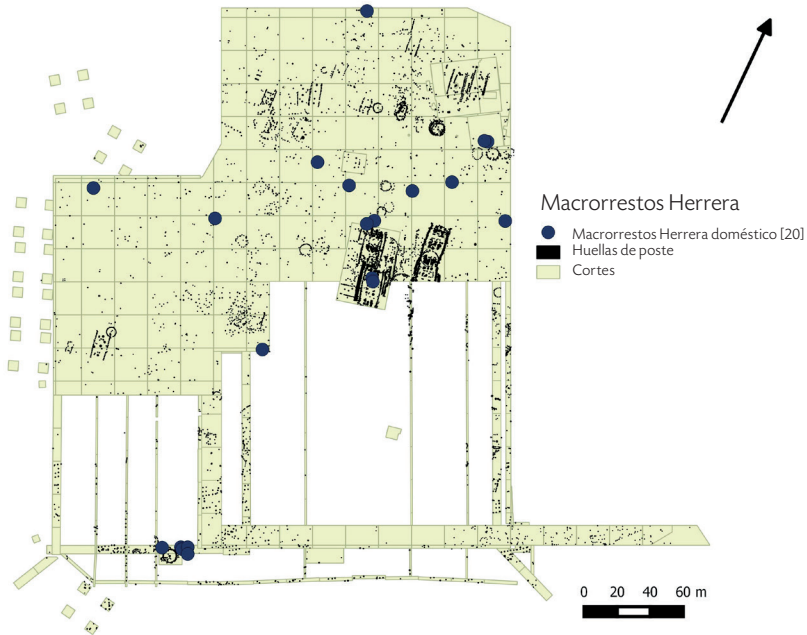 Macrorrestos Herrera
Macrorrestos Herrera doméstico [20]
Huellas de poste
Cortes
0 20 40 60 m